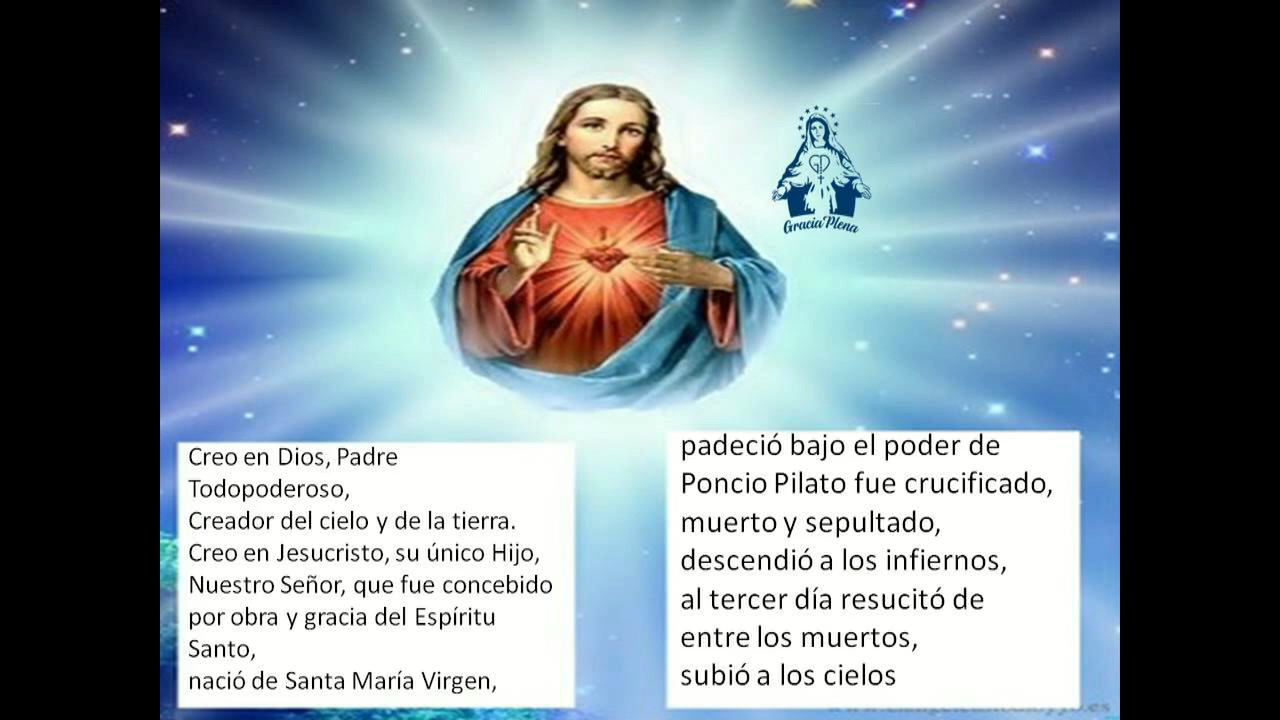 Gracia Plena
Creo en Dios, Padre
Todopoderoso,
Creador del cielo y de la tierra.
Creo en Jesucristo, su único Hijo,
Nuestro Señor, que fue concebido
por obra y gracia del Espíritu
Santo,
nació de Santa María Virgen,
padeció bajo el poder de
Poncio Pilato fue crucificado,
muerto y sepultado,
descendió a los infiernos,
al tercer día resucitó de
entre los muertos,
subió a los cielos